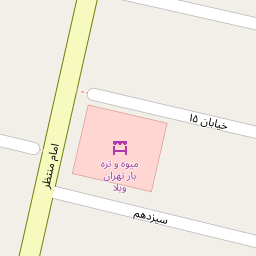 خیابان ۱۵
میوه و تره
بار تهران
ویلا
امام منتظر
سیزدهم